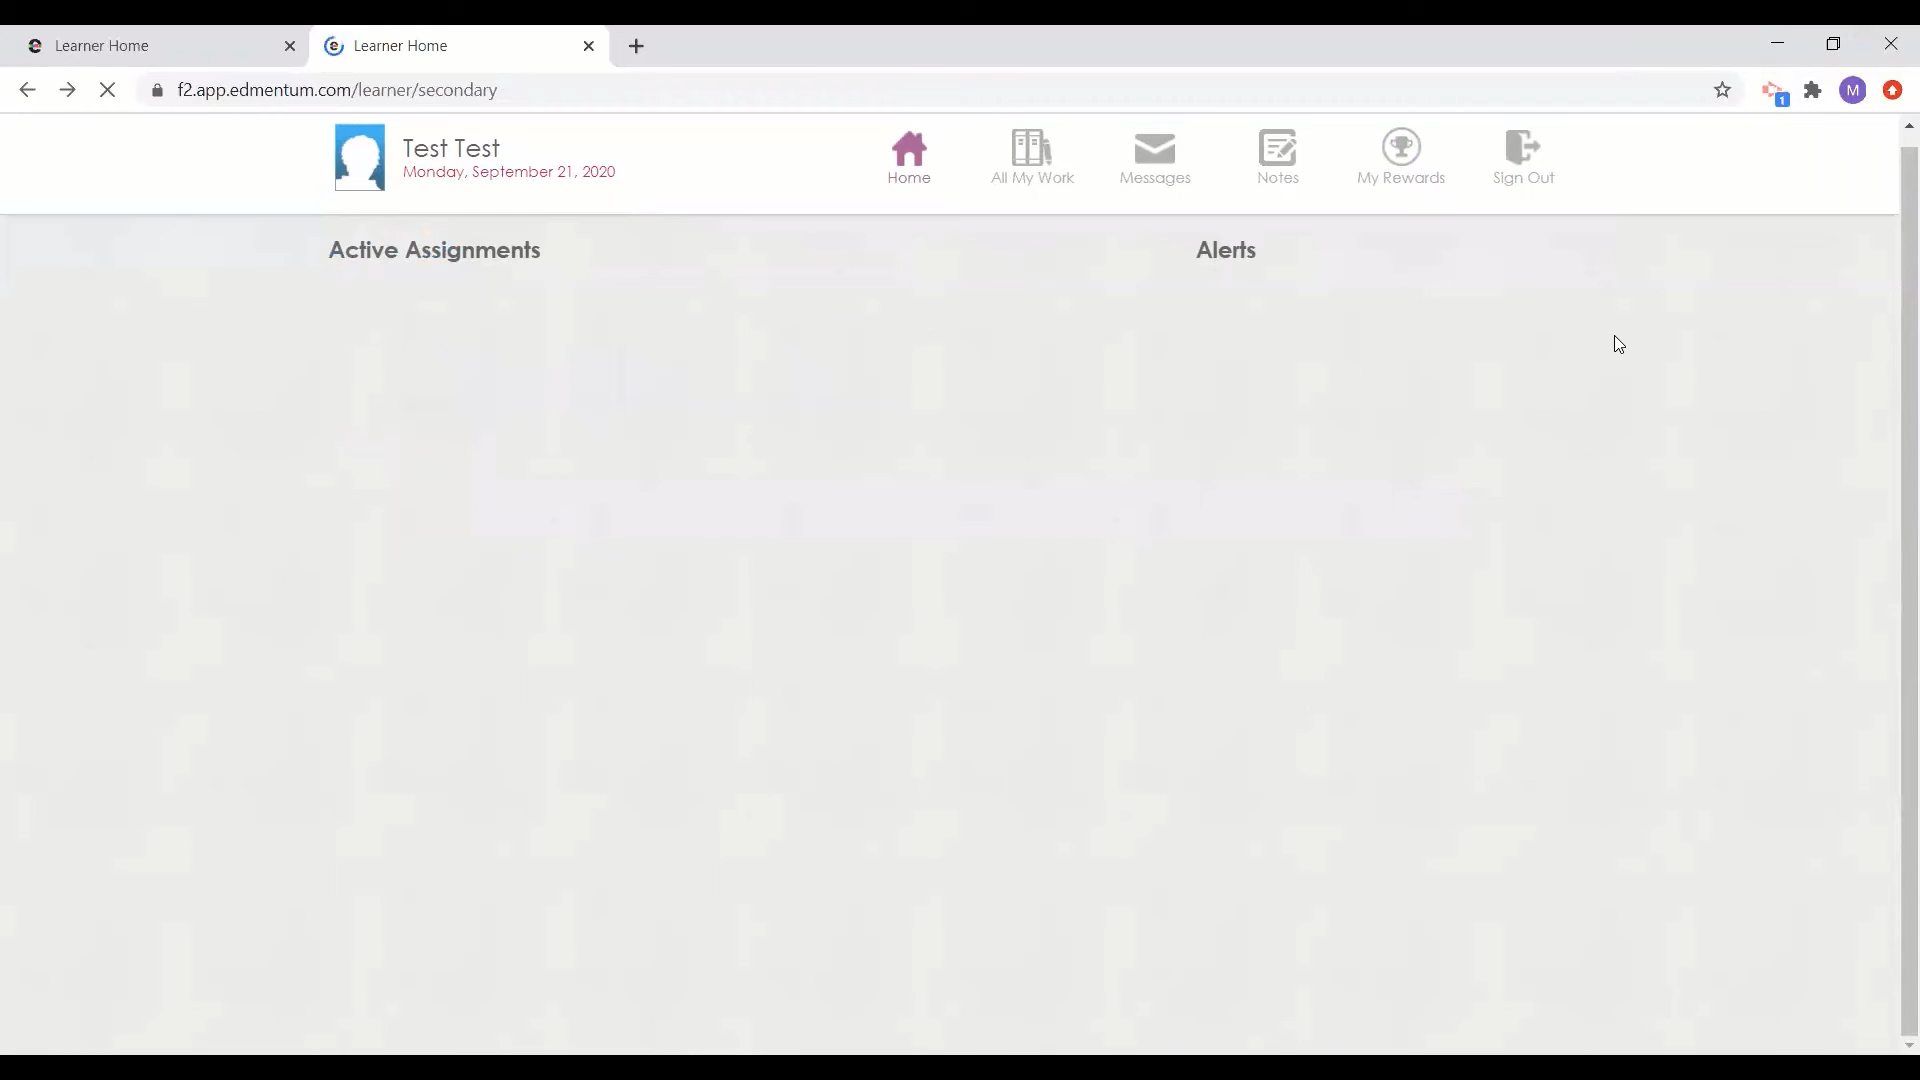 Learner Home
Learner Home
f2.app.edmentum.com/learner/secondary
1
M
Test Test
Monday, September 21, 2020
Home
All My Work
Messages
Notes
My Rewards
Sign Out
Active Assignments
Alerts